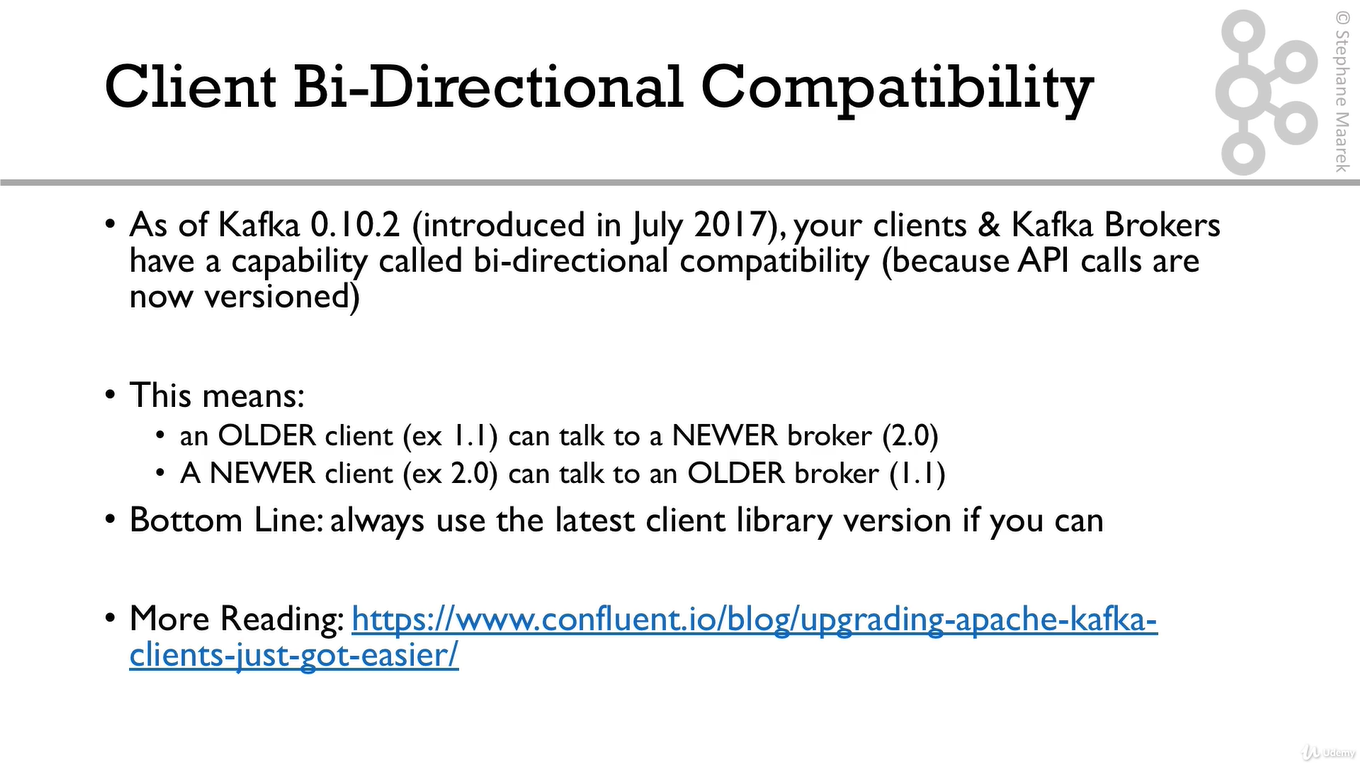 Client Bi-Directional Compatibility
© Stephane Maarek
• As of Kafka 0.10.2 (introduced in July 2017), your clients & Kafka Brokers
have a capability called bi-directional compatibility (because API calls are
now versioned)
• This means:
• an OLDER client (ex 1.1) can talk to a NEWER broker (2.0)
• A NEWER client (ex 2.0) can talk to an OLDER broker (1.1)
• Bottom Line: always use the latest client library version if you can
• More Reading: https://www.confluent.io/blog/upgrading-apache-kafka-
clients-just-got-easier/
Udemy